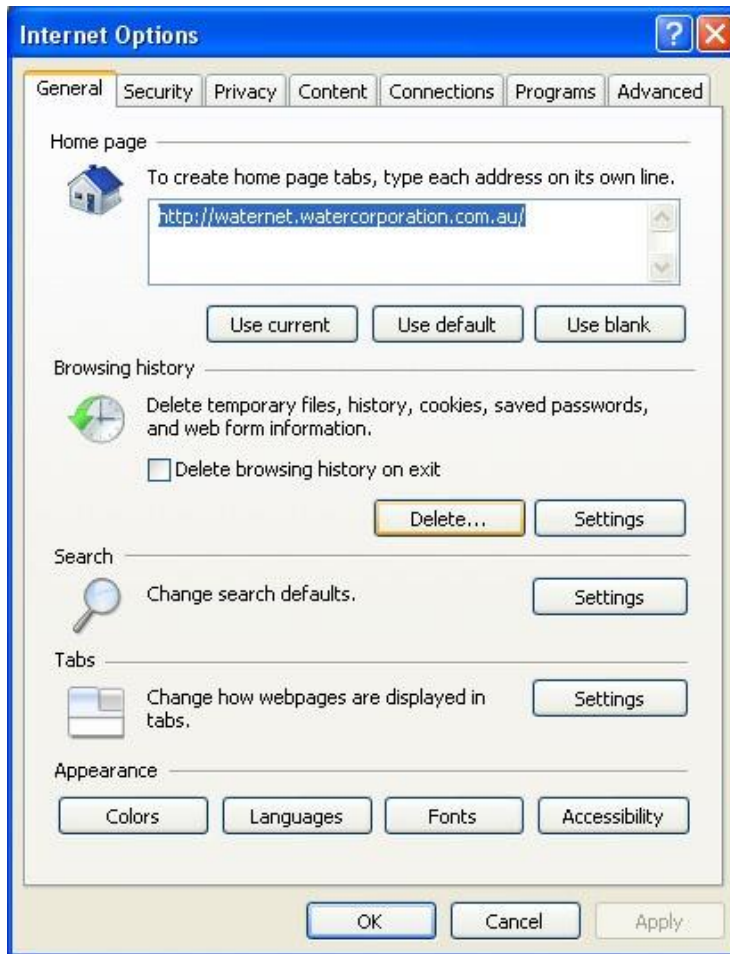 Internet Options
?
General Security Privacy Content Connections Programs Advanced
Home page
To create home page tabs, type each address on its own line.
http://waternet.watercorporation.com.au/
Use current Use default Use blank
Browsing history
Delete temporary files, history, cookies, saved passwords,
and web form information.
Delete browsing history on exit
Delete... Settings
Search
Change search defaults. Settings
Tabs
Change how webpages are displayed in Settings
tabs.
Appearance
Colors Languages Fonts Accessibility
OK Cancel Apply